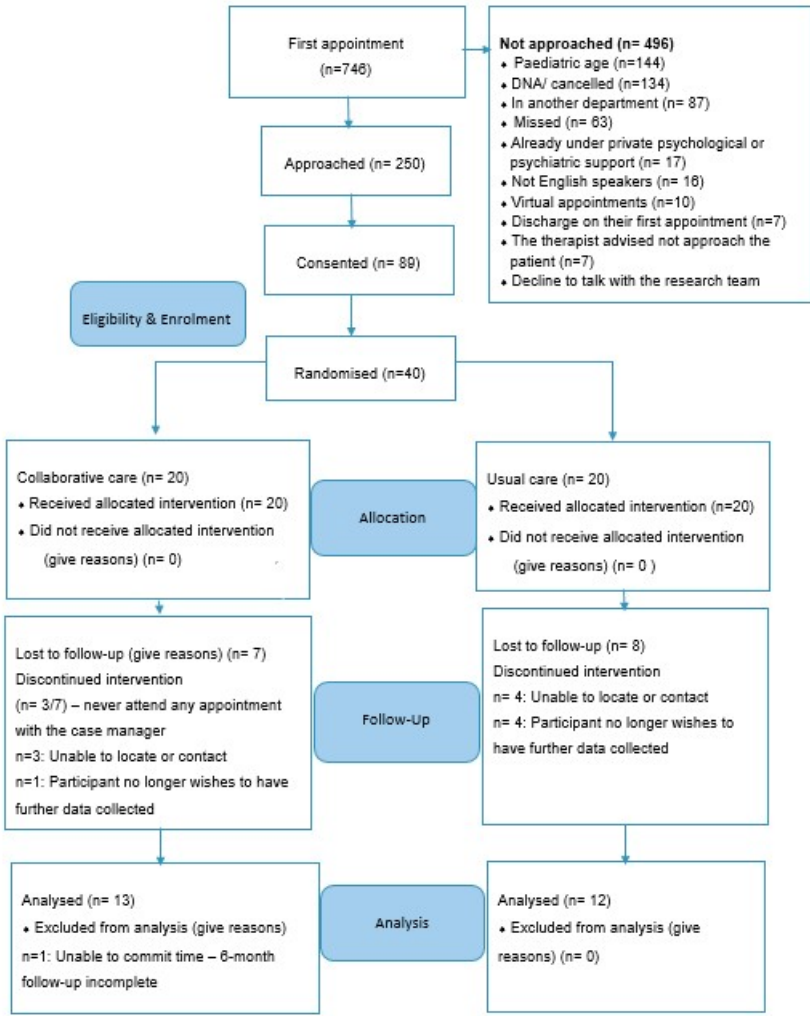 First appointment
(n=746)
Not approached (n= 496)
♦ Paediatric age (n=144)
♦ DNA/ cancelled (n=134)
♦ In another department (n= 87)
♦ Missed (n= 63)
♦ Already under private psychological or
psychiatric support (n= 17)
♦ Not English speakers (n= 16)
♦ Virtual appointments (n=10)
♦ Discharge on their first appointment (n=7)
♦ The therapist advised not approach the
patient (n=7)
♦ Decline to talk with the research team
Approached (n= 250)
Consented (n= 89)
Eligibility & Enrolment
Randomised (n=40)
Collaborative care (n= 20)
♦ Received allocated intervention (n= 20)
♦ Did not receive allocated intervention
(give reasons) (n= 0)
Allocation
Usual care (n= 20)
♦ Received allocated intervention (n=20)
♦ Did not receive allocated intervention
(give reasons) (n= 0 )
Lost to follow-up (give reasons) (n= 7)
Discontinued intervention
(n= 3/7) – never attend any appointment
with the case manager
n=3: Unable to locate or contact
n=1: Participant no longer wishes to have
further data collected
Follow-Up
Lost to follow-up (n= 8)
Discontinued intervention
n= 4: Unable to locate or contact
n= 4: Participant no longer wishes to
have further data collected
Analysed (n= 13)
♦ Excluded from analysis (give reasons)
n=1: Unable to commit time – 6-month
follow-up incomplete
Analysis
Analysed (n= 12)
♦ Excluded from analysis (give
reasons) (n= 0)